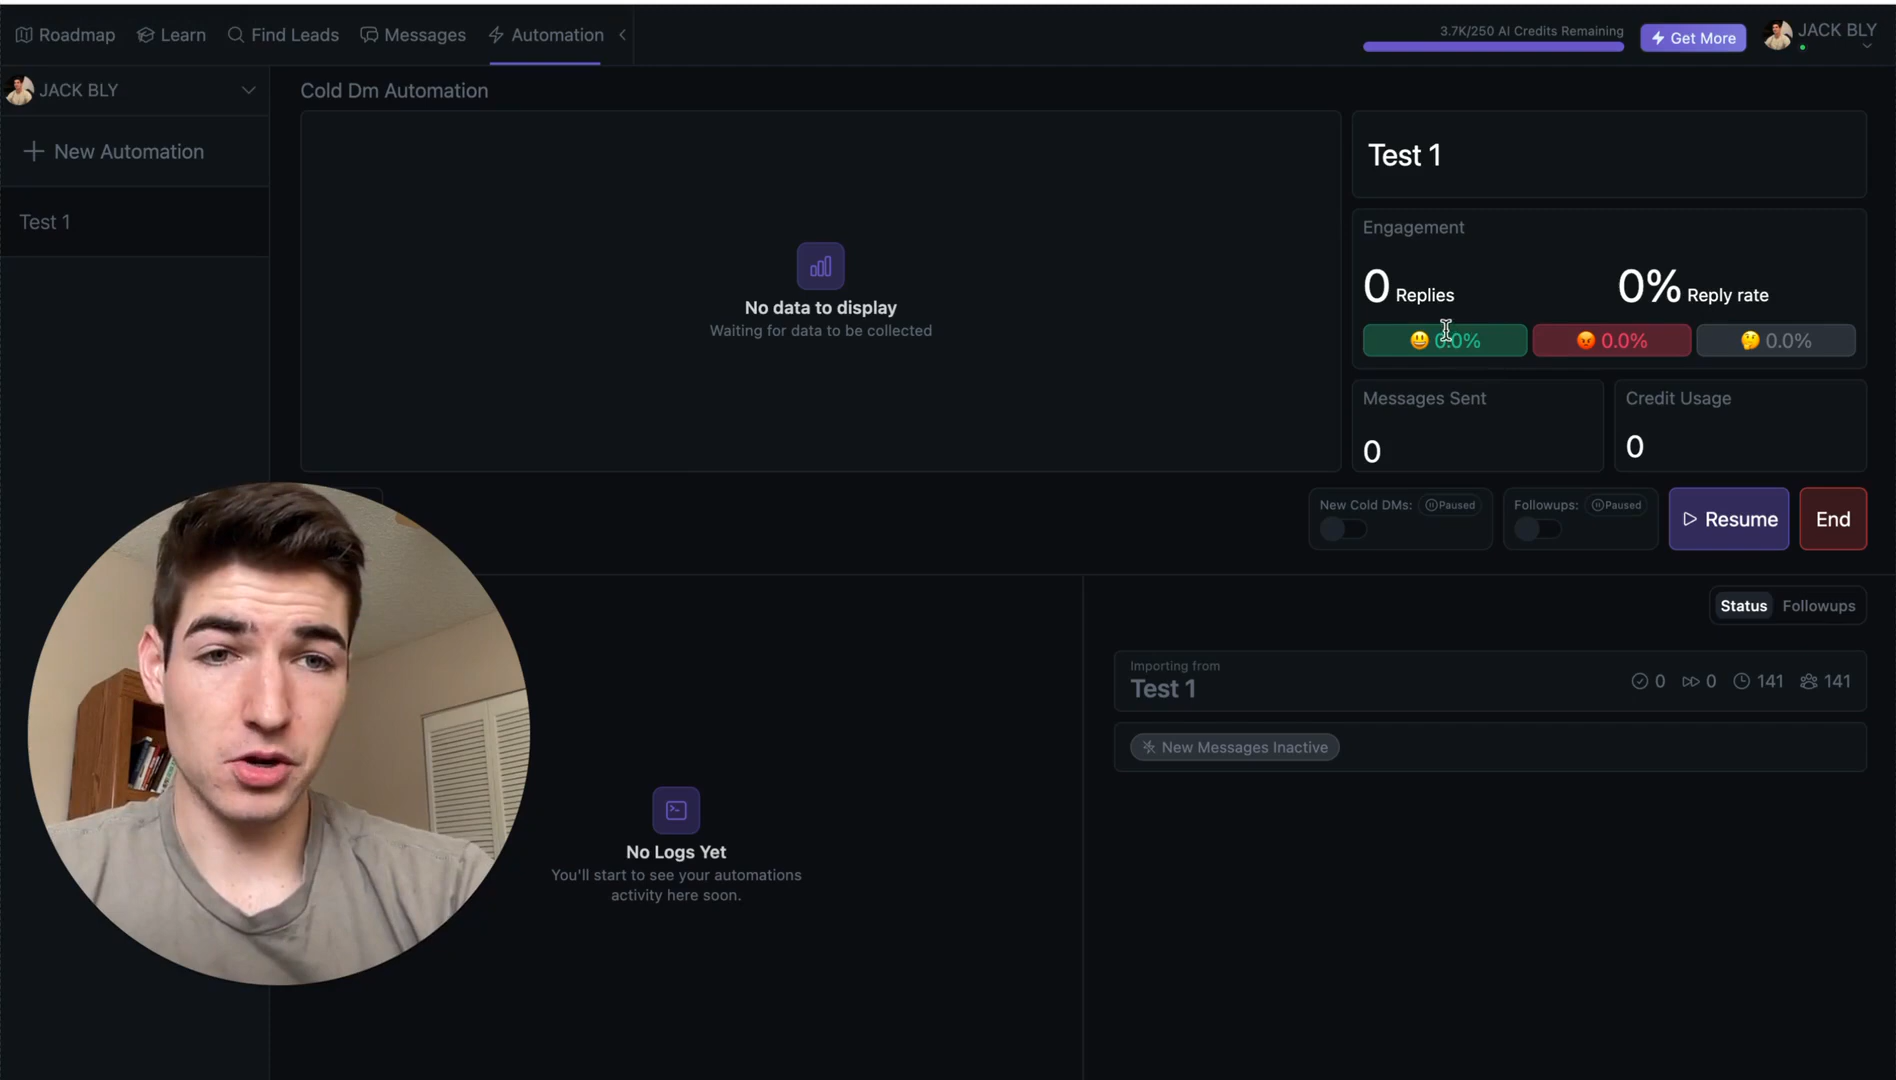 Roadmap Learn Find Leads Messages Automation
3.7K/250 AI Credits Remaining
Get More
JACK BLY
JACK BLY
New Automation
Test 1
Cold Dm Automation
No data to display
Waiting for data to be collected
Test 1
Engagement
0 Replies
0% Reply rate
0.0% 0.0% 0.0%
Messages Sent
0
Credit Usage
0
New Cold DMs: Paused
Followups: Paused
Resume
End
No Logs Yet
You'll start to see your automations
activity here soon.
Status Followups
Importing from
Test 1
0 0 141 141
New Messages Inactive